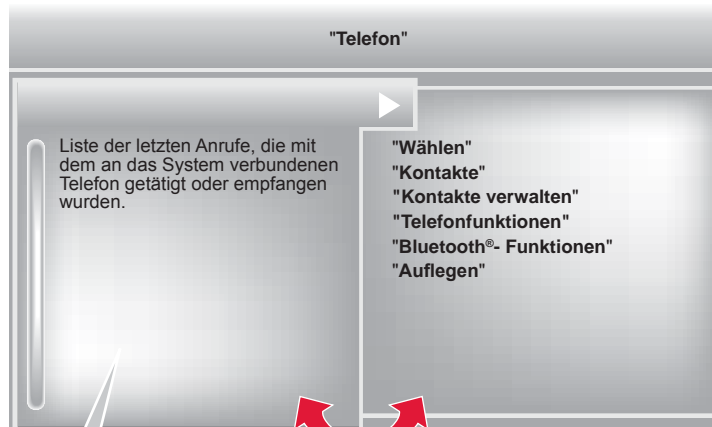 "Telefon"
Liste der letzten Anrufe, die mit
dem an das System verbundenen
Telefon getätigt oder empfangen
wurden.
"Wählen"
"Kontakte"
"Kontakte verwalten"
"Telefonfunktionen"
"Bluetooth®- Funktionen"
"Auflegen"